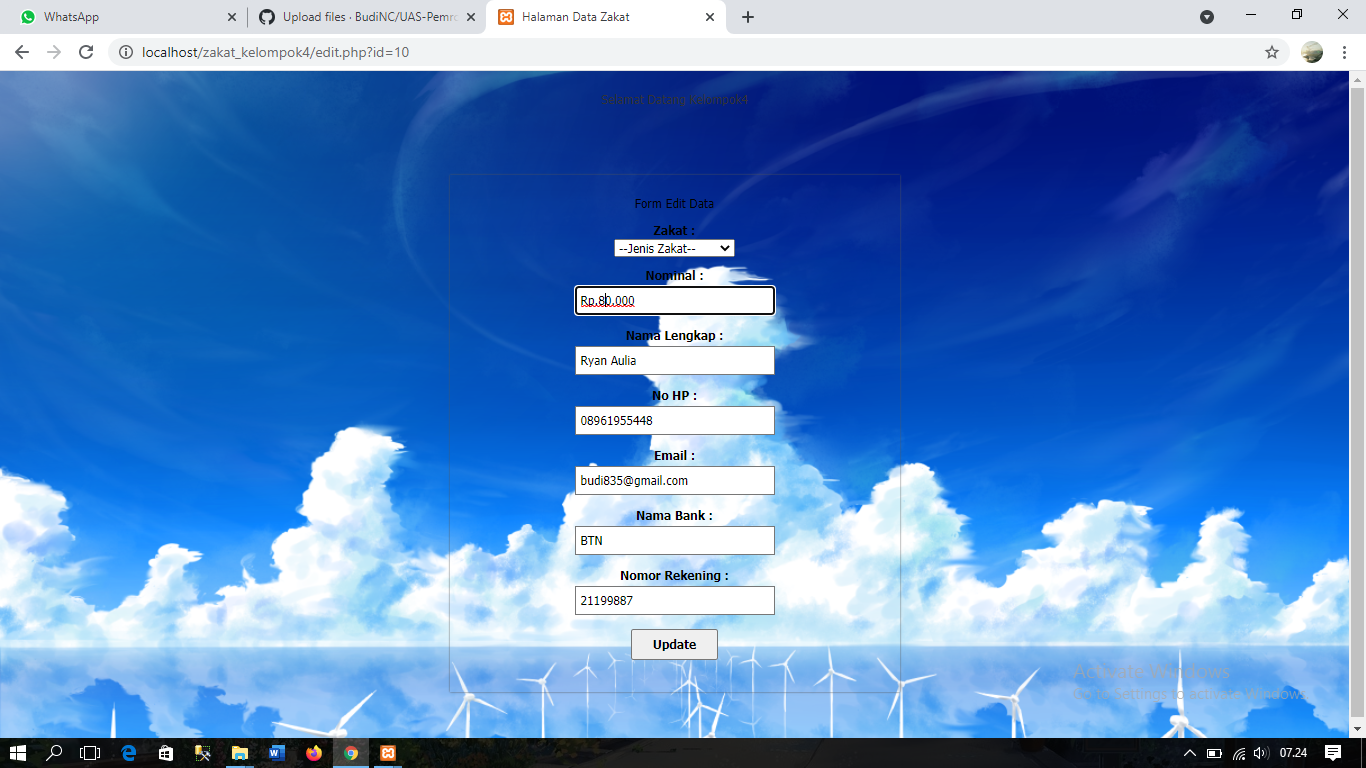 WhatsApp
Upload files · BudiNC/UAS-Pemro
Halaman Data Zakat
localhost/zakat_kelompok4/edit.php?id=10
Selamat Datang Kelompok4
Form Edit Data
Zakat :
--Jenis Zakat--
Nominal :
Rp.80.000
Nama Lengkap :
Ryan Aulia
No HP :
08961955448
Email :
budi835@gmail.com
Nama Bank :
BTN
Nomor Rekening :
21199887
Update
Activate Windows
Go to Settings to activate Windows.
07.24